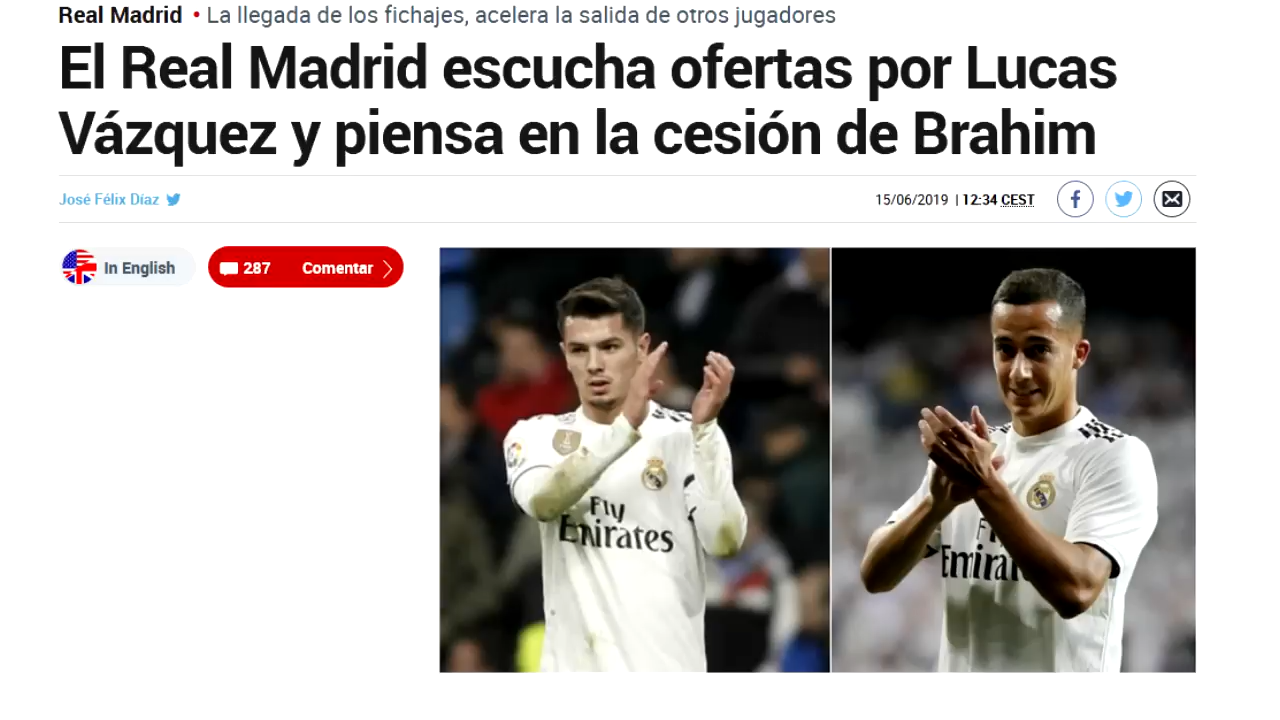 Real Madrid • La llegada de los fichajes, acelera la salida de otros jugadores
El Real Madrid escucha ofertas por Lucas
Vázquez y piensa en la cesión de Brahim
José Félix Díaz
15/06/2019 | 12:34 CEST
In English
287 Comentar
Fly
Emirates
Emirates